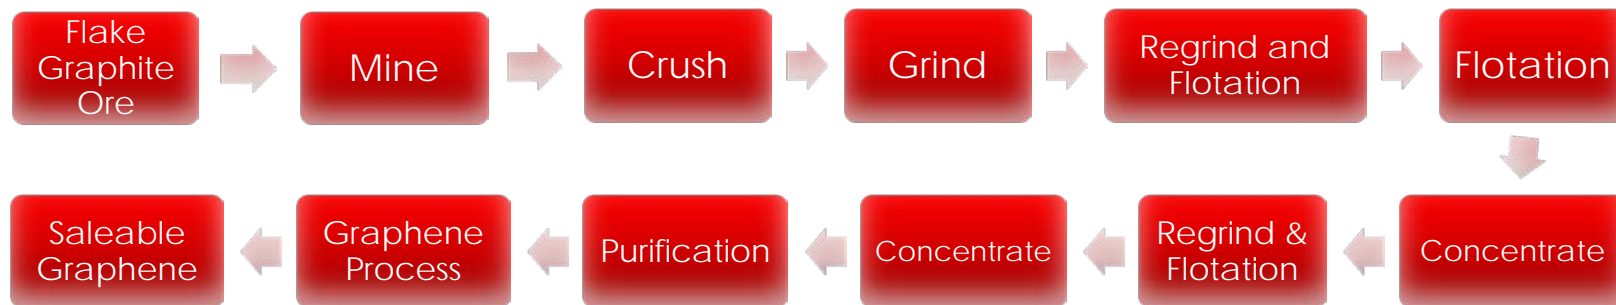 Flake
Graphite
Ore
Mine
Crush
Grind
Regrind and
Flotation
Flotation
Concentrate
Regrind &
Flotation
Concentrate
Purification
Graphene
Process
Saleable
Graphene